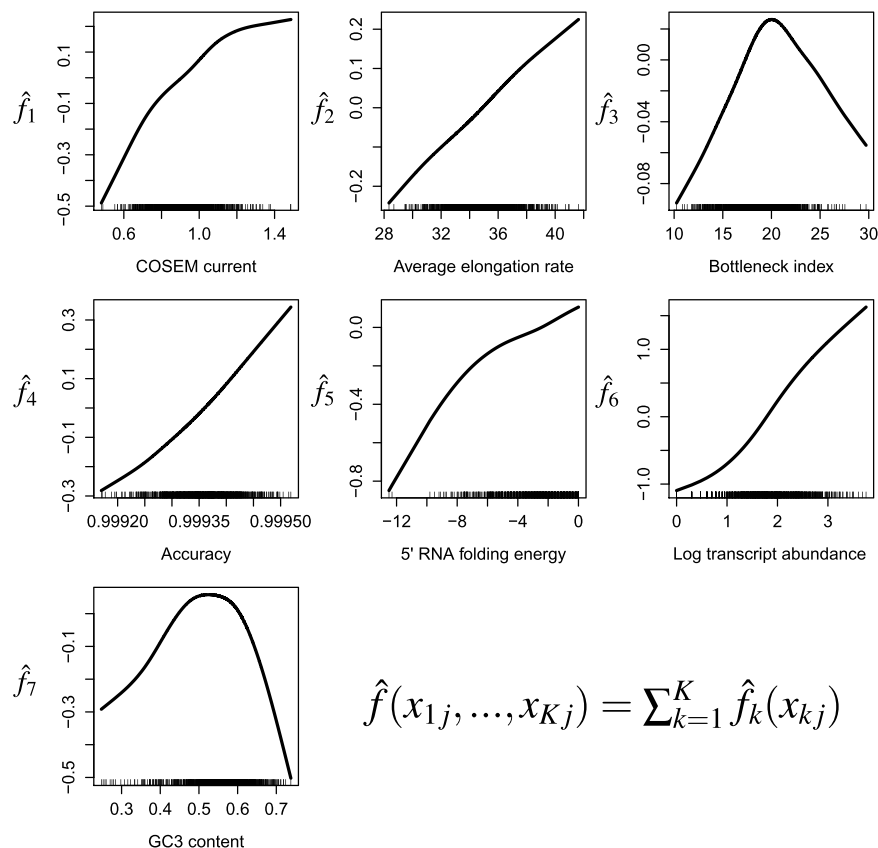 f̂1
0.1
−0.1
−0.3
−0.5
0.6 1.0 1.4
COSEM current
f̂2
0.2
0.0
−0.2
28 32 36 40
Average elongation rate
f̂3
0.00
−0.04
−0.08
10 15 20 25 30
Bottleneck index
f̂4
0.3
0.1
−0.1
−0.3
0.99920 0.99935 0.99950
Accuracy
f̂5
0.0
−0.4
−0.8
−12 −8 −4 0
5' RNA folding energy
f̂6
1.0
0.0
−1.0
0 1 2 3
Log transcript abundance
f̂7
−0.1
−0.3
−0.5
0.3 0.4 0.5 0.6 0.7
GC3 content
f̂(x1j,...,xKj) = ∑Kk=1 f̂k(xkj)